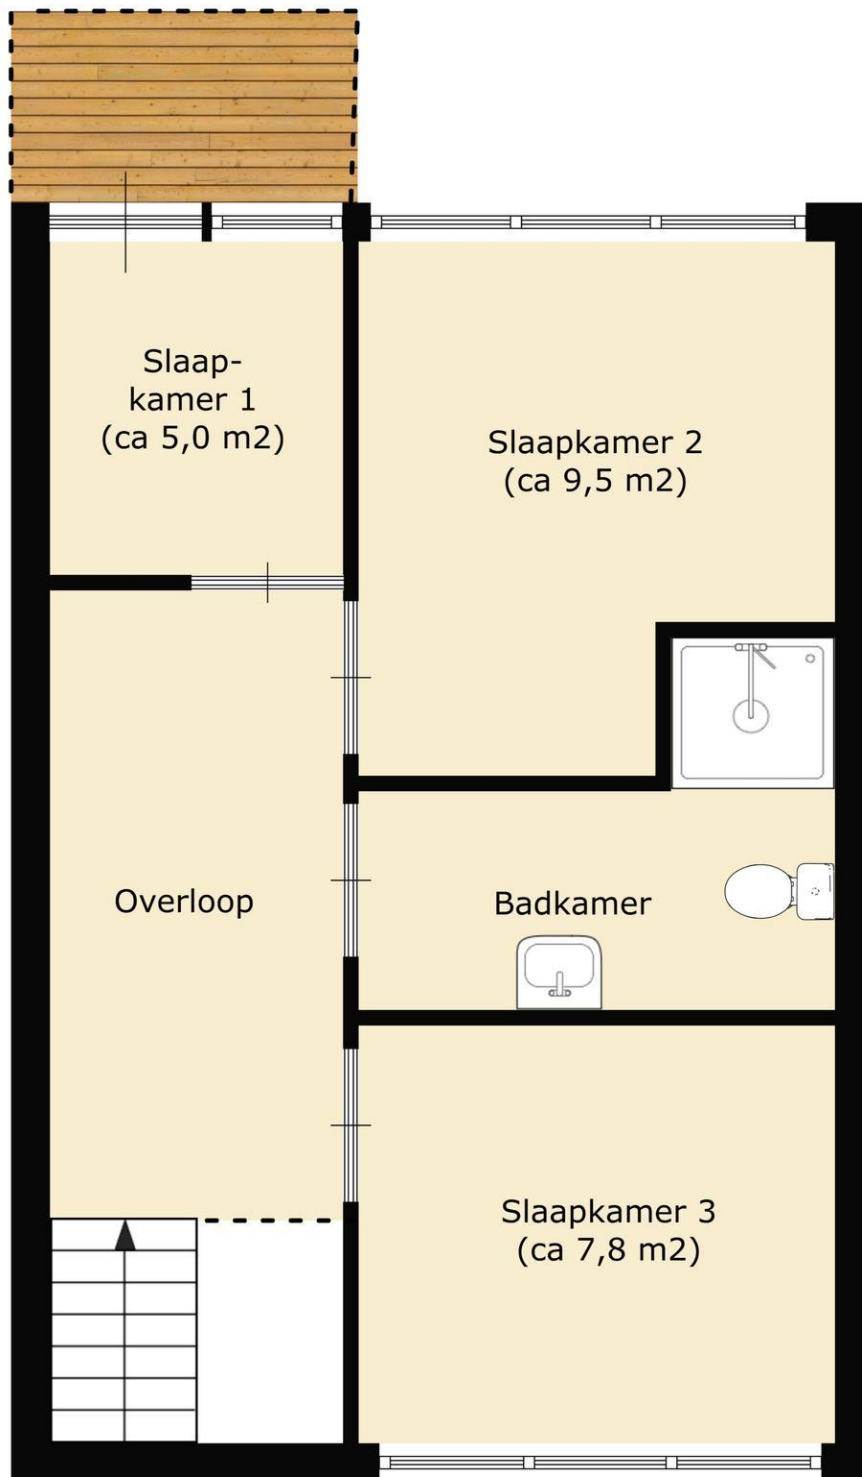 Slaap-
kamer 1
(ca 5,0 m2)
Slaapkamer 2
(ca 9,5 m2)
Overloop
Badkamer
Slaapkamer 3
(ca 7,8 m2)